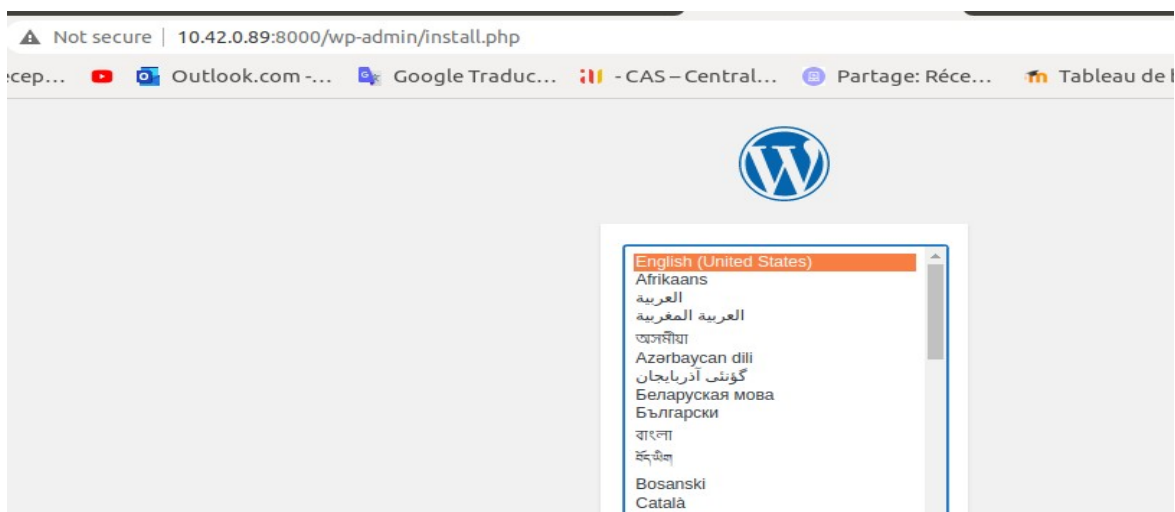 Not secure | 10.42.0.89:8000/wp-admin/install.php
:cep... Outlook.com -... Google Traduc... - CAS – Central... Partage: Réce... Tableau de b
English (United States)
Afrikaans
العربية
العربية المغربية
অসমীয়া
Azərbaycan dili
گؤنئی آذربایجان
Беларуская мова
Български
বাংলা
བོད་ཡིག
Bosanski
Català